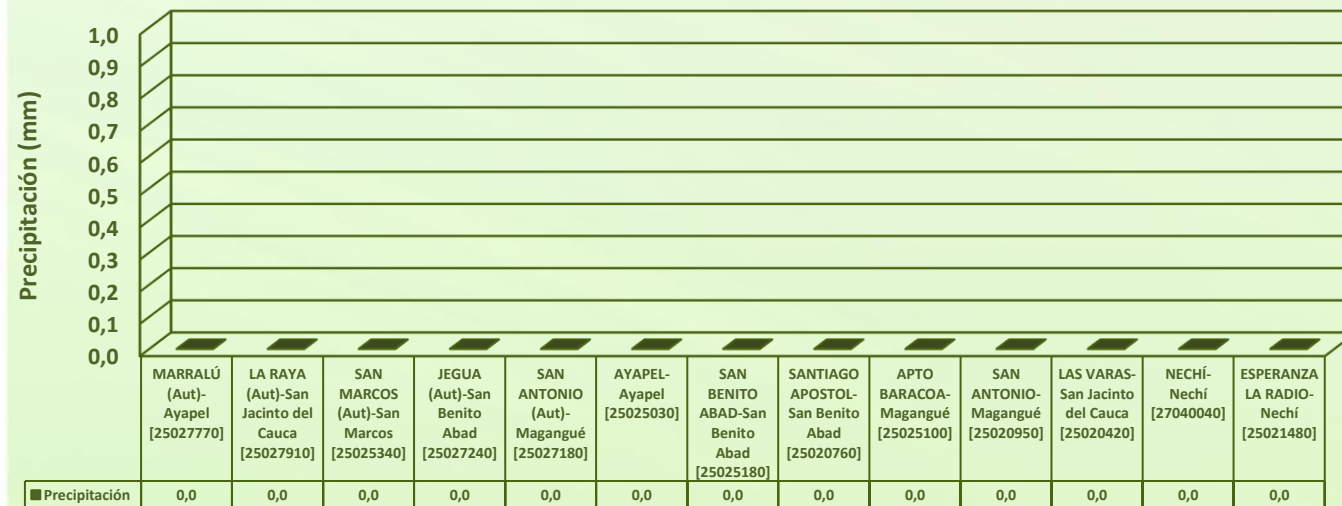 Precipitación (mm)
1,0
0,9
0,8
0,7
0,6
0,5
0,4
0,3
0,2
0,1
0,0
MARRALÚ
(Aut)-
Ayapel
[25027770]
LA RAYA
(Aut)-San
Jacinto del
Cauca
[25027910]
SAN
MARCOS
(Aut)-San
Marcos
[25025340]
JEGUA
(Aut)-San
Benito
Abad
[25027240]
SAN
ANTONIO
(Aut)-
Magangué
[25027180]
AYAPEL-
Ayapel
[25025030]
SAN
BENITO
ABAD-San
Benito
Abad
[25025180]
SANTIAGO
APOSTOL-
San Benito
Abad
[25020760]
APTO
BARACOA-
Magangué
[25025100]
SAN
ANTONIO-
Magangué
[25020950]
LAS VARAS-
San Jacinto
del Cauca
[25020420]
NECHÍ-
Nechí
[27040040]
ESPERANZA
LA RADIO-
Nechí
[25021480]
Precipitación 0,0 0,0 0,0 0,0 0,0 0,0 0,0 0,0 0,0 0,0 0,0 0,0 0,0